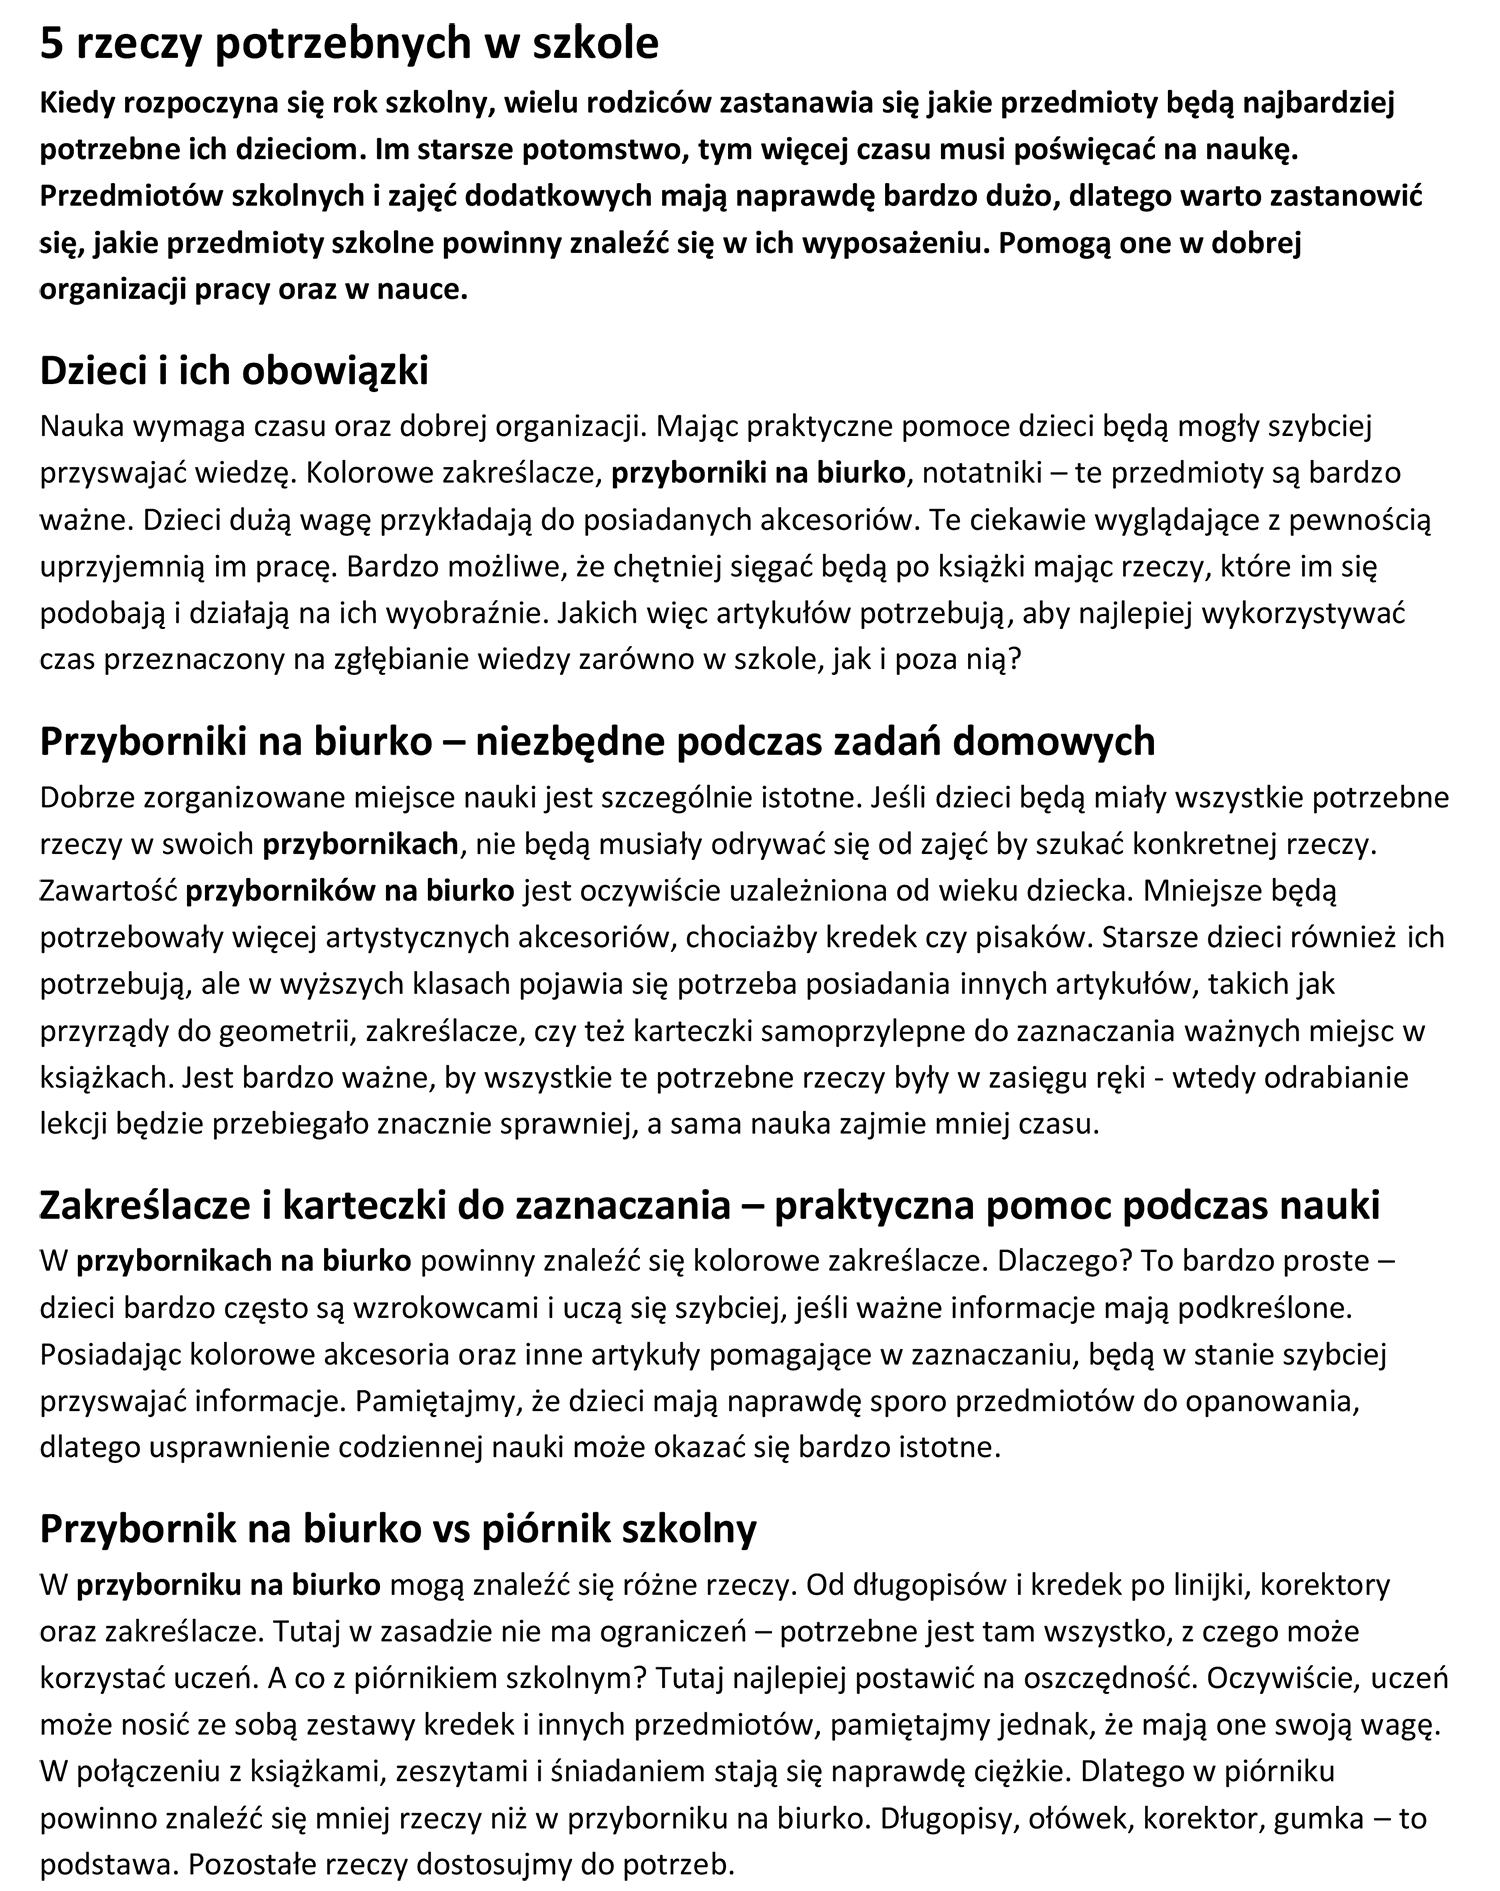 5 rzeczy potrzebnych w szkole
Kiedy rozpoczyna się rok szkolny, wielu rodziców zastanawia się jakie przedmioty będą najbardziej
potrzebne ich dzieciom. Im starsze potomstwo, tym więcej czasu musi poświęcać na naukę.
Przedmiotów szkolnych i zajęć dodatkowych mają naprawdę bardzo dużo, dlatego warto zastanowić
się, jakie przedmioty szkolne powinny znaleźć się w ich wyposażeniu. Pomogą one w dobrej
organizacji pracy oraz w nauce.
Dzieci i ich obowiązki
Nauka wymaga czasu oraz dobrej organizacji. Mając praktyczne pomoce dzieci będą mogły szybciej
przyswajać wiedzę. Kolorowe zakreślacze, przyborniki na biurko, notatniki – te przedmioty są bardzo
ważne. Dzieci dużą wagę przykładają do posiadanych akcesoriów. Te ciekawie wyglądające z pewnością
uprzyjemnią im pracę. Bardzo możliwe, że chętniej sięgać będą po książki mając rzeczy, które im się
podobają i działają na ich wyobraźnie. Jakich więc artykułów potrzebują, aby najlepiej wykorzystywać
czas przeznaczony na zgłębianie wiedzy zarówno w szkole, jak i poza nią?
Przyborniki na biurko – niezbędne podczas zadań domowych
Dobrze zorganizowane miejsce nauki jest szczególnie istotne. Jeśli dzieci będą miały wszystkie potrzebne
rzeczy w swoich przybornikach, nie będą musiały odrywać się od zajęć by szukać konkretnej rzeczy.
Zawartość przyborników na biurko jest oczywiście uzależniona od wieku dziecka. Mniejsze będą
potrzebowały więcej artystycznych akcesoriów, chociażby kredek czy pisaków. Starsze dzieci również ich
potrzebują, ale w wyższych klasach pojawia się potrzeba posiadania innych artykułów, takich jak
przyrządy do geometrii, zakreślacze, czy też karteczki samoprzylepne do zaznaczania ważnych miejsc w
książkach. Jest bardzo ważne, by wszystkie te potrzebne rzeczy były w zasięgu ręki - wtedy odrabianie
lekcji będzie przebiegało znacznie sprawniej, a sama nauka zajmie mniej czasu.
Zakreślacze i karteczki do zaznaczania – praktyczna pomoc podczas nauki
W przybornikach na biurko powinny znaleźć się kolorowe zakreślacze. Dlaczego? To bardzo proste –
dzieci bardzo często są wzrokowcami i uczą się szybciej, jeśli ważne informacje mają podkreślone.
Posiadając kolorowe akcesoria oraz inne artykuły pomagające w zaznaczaniu, będą w stanie szybciej
przyswajać informacje. Pamiętajmy, że dzieci mają naprawdę sporo przedmiotów do opanowania,
dlatego usprawnienie codziennej nauki może okazać się bardzo istotne.
Przybornik na biurko vs piórnik szkolny
W przyborniku na biurko mogą znaleźć się różne rzeczy. Od długopisów i kredek po linijki, korektory
oraz zakreślacze. Tutaj w zasadzie nie ma ograniczeń – potrzebne jest tam wszystko, z czego może
korzystać uczeń. A co z piórnikiem szkolnym? Tutaj najlepiej postawić na oszczędność. Oczywiście, uczeń
może nosić ze sobą zestawy kredek i innych przedmiotów, pamiętajmy jednak, że mają one swoją wagę.
W połączeniu z książkami, zeszytami i śniadaniem stają się naprawdę ciężkie. Dlatego w piórniku
powinno znaleźć się mniej rzeczy niż w przyborniku na biurko. Długopisy, ołówek, korektor, gumka – to
podstawa. Pozostałe rzeczy dostosujmy do potrzeb.